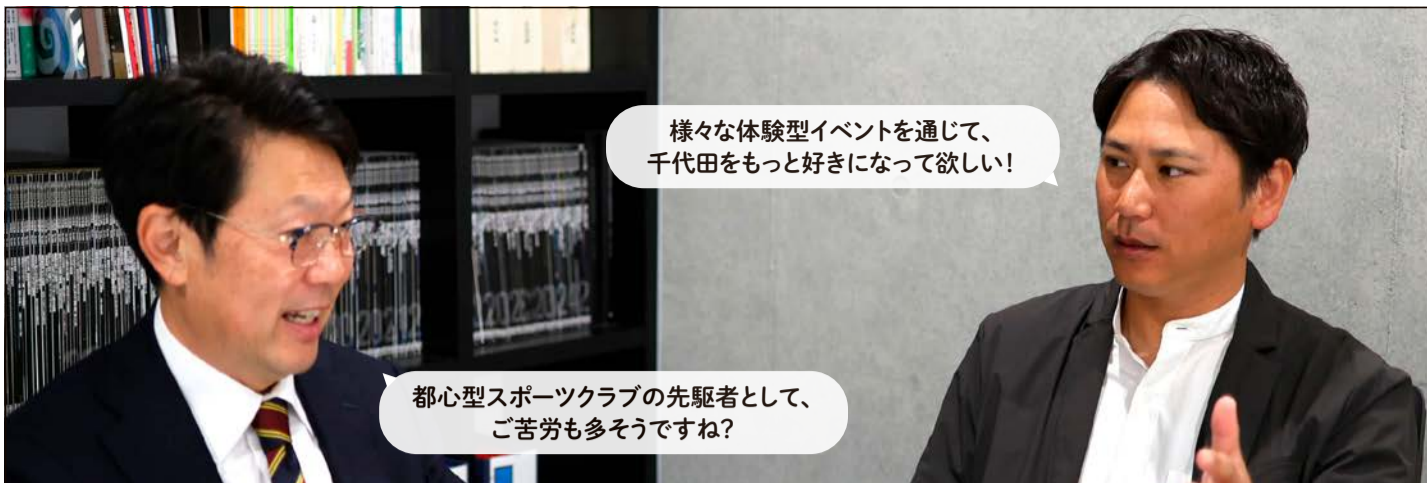 様々な体験型イベントを通じて、
千代田をもっと好きになって欲しい！
都心型スポーツクラブの先駆者として、
ご苦労も多そうですね？